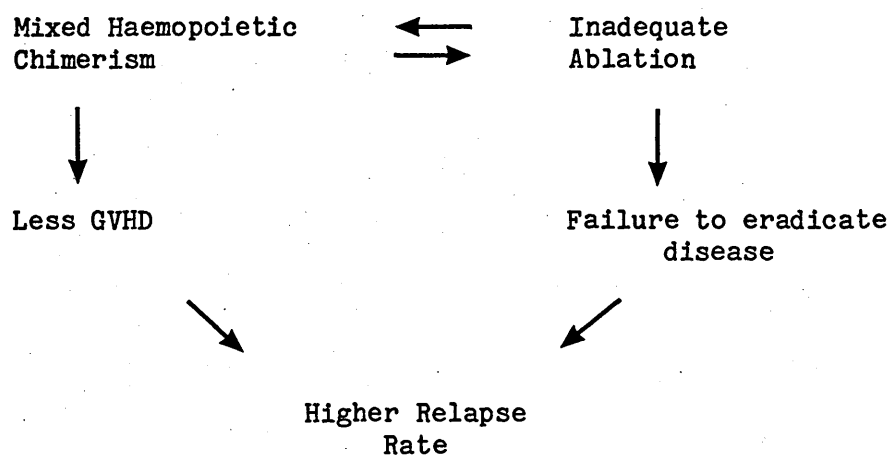 Mixed Haemopoietic
Chimerism
Inadequate
Ablation
Less GVHD
Failure to eradicate
disease
Higher Relapse
Rate